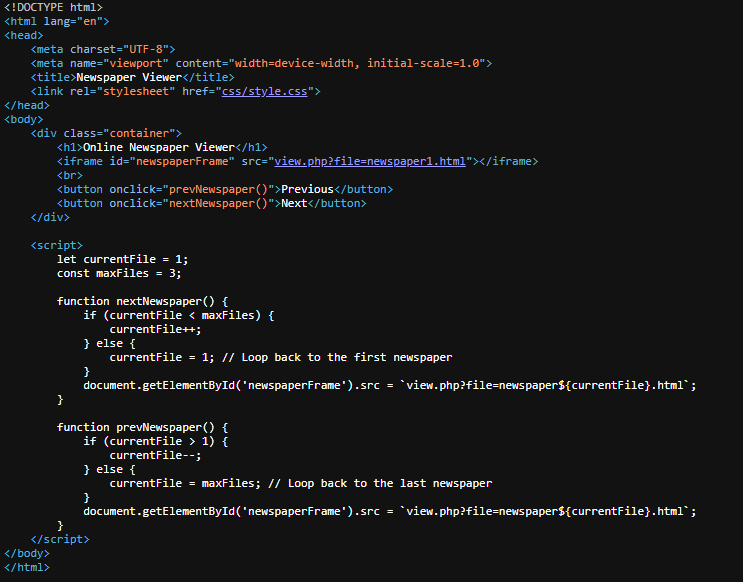 <!DOCTYPE html>
<html lang="en">
<head>
    <meta charset="UTF-8">
    <meta name="viewport" content="width=device-width, initial-scale=1.0">
    <title>Newspaper Viewer</title>
    <link rel="stylesheet" href="css/style.css">
</head>
<body>
    <div class="container">
        <h1>Online Newspaper Viewer</h1>
        <iframe id="newspaperFrame" src="view.php?file=newspaper1.html"></iframe>
        <br>
        <button onclick="prevNewspaper()">Previous</button>
        <button onclick="nextNewspaper()">Next</button>
    </div>

    <script>
        let currentFile = 1;
        const maxFiles = 3;

        function nextNewspaper() {
            if (currentFile < maxFiles) {
                currentFile++;
            } else {
                currentFile = 1; // Loop back to the first newspaper
            }
            document.getElementById('newspaperFrame').src = `view.php?file=newspaper${currentFile}.html`;
        }

        function prevNewspaper() {
            if (currentFile > 1) {
                currentFile--;
            } else {
                currentFile = maxFiles; // Loop back to the last newspaper
            }
            document.getElementById('newspaperFrame').src = `view.php?file=newspaper${currentFile}.html`;
        }
    </script>
</body>
</html>